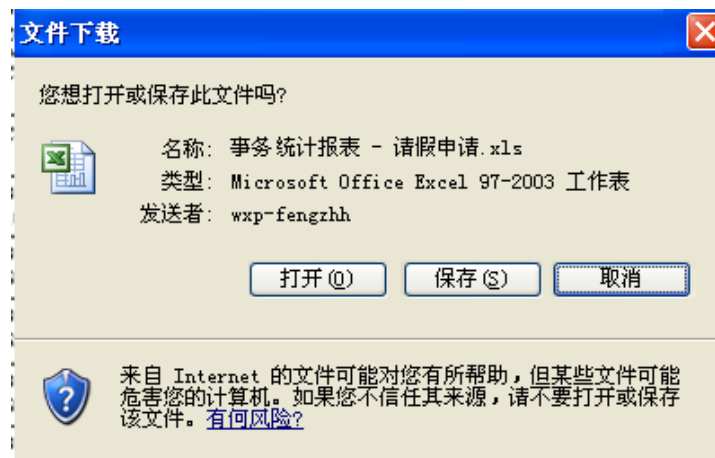 文件下载
您想打开或保存此文件吗?
名称: 事务统计报表 - 请假申请.xls
类型: Microsoft Office Excel 97-2003 工作表
发送者: wxp-fengzhh
打开(O) 保存(S) 取消
来自 Internet 的文件可能对您有所帮助，但某些文件可能
危害您的计算机。如果您不信任其来源，请不要打开或保存
该文件。有何风险?